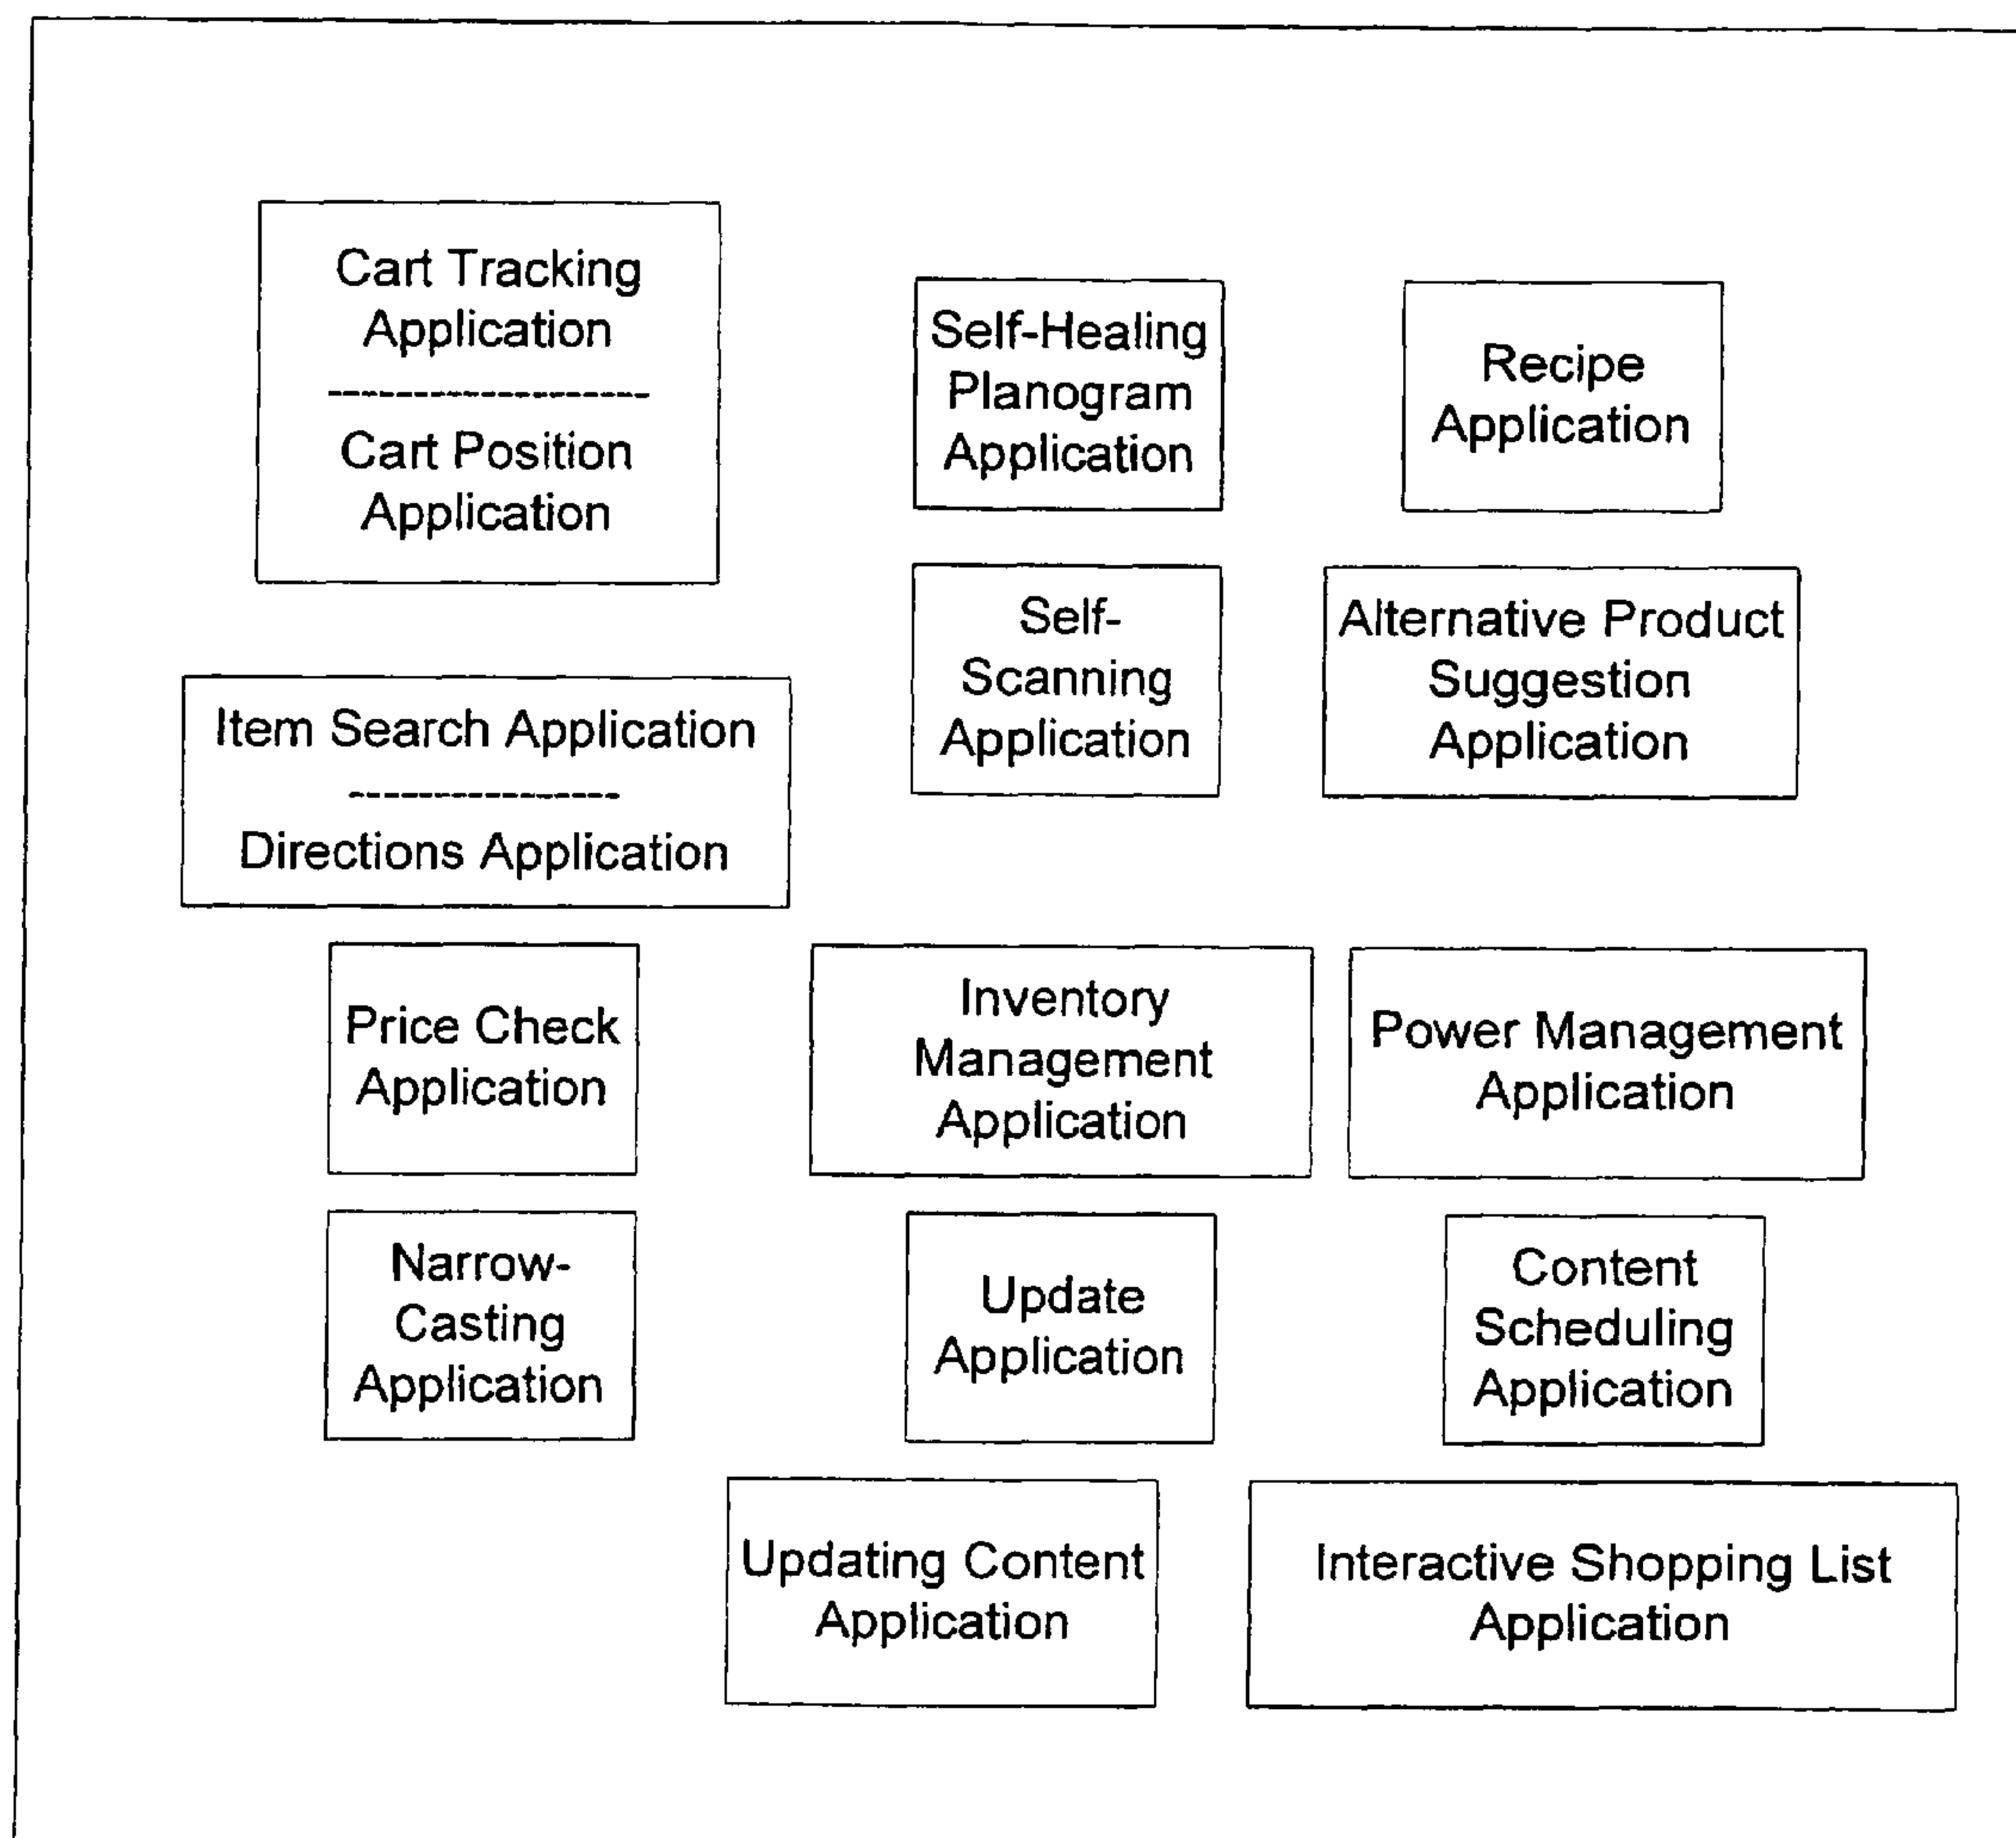 Cart Tracking
Application
--------------------
Cart Position
Application
Self-Healing
Planogram
Application
Recipe
Application
Self-
Scanning
Application
Alternative Product
Suggestion
Application
Item Search Application
----------------
Directions Application
Price Check
Application
Inventory
Management
Application
Power Management
Application
Narrow-
Casting
Application
Update
Application
Content
Scheduling
Application
Updating Content
Application
Interactive Shopping List
Application